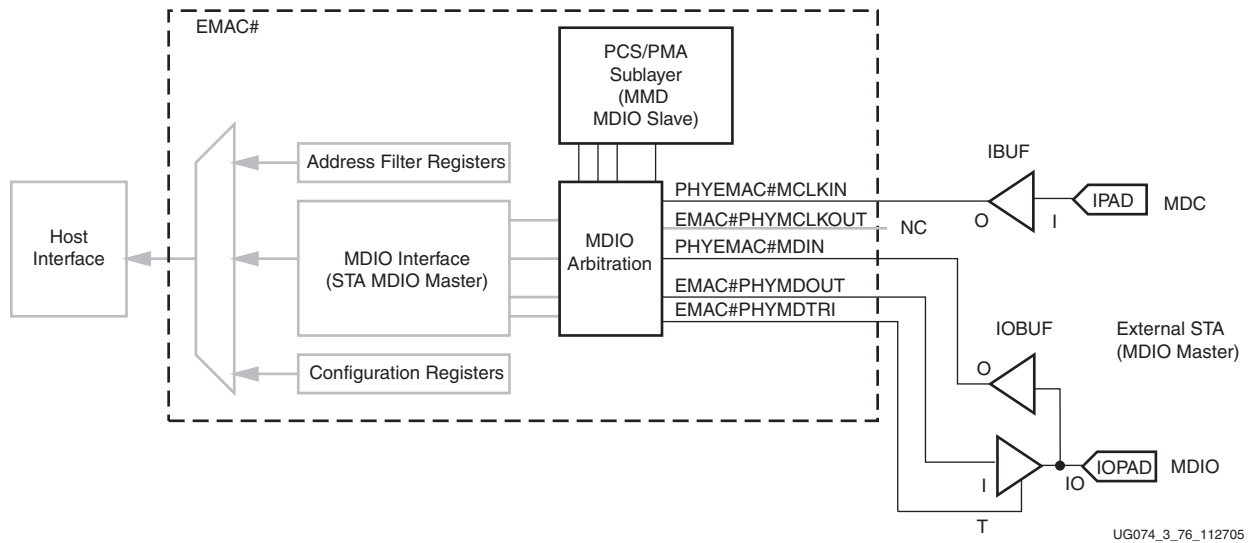 EMAC#
PCS/PMA
Sublayer
(MMD
MDIO Slave)
Address Filter Registers
Host
Interface
MDIO Interface
(STA MDIO Master)
Configuration Registers
MDIO
Arbitration
PHYEMAC#MCLKIN
EMAC#PHYMCLKOUT
NC
PHYEMAC#MDIN
EMAC#PHYMDOUT
EMAC#PHYMDTRI
IBUF
O
I
IPAD
MDC
IOBUF
O
External STA
(MDIO Master)
I
IO
IOPAD
MDIO
T
UG074_3_76_112705